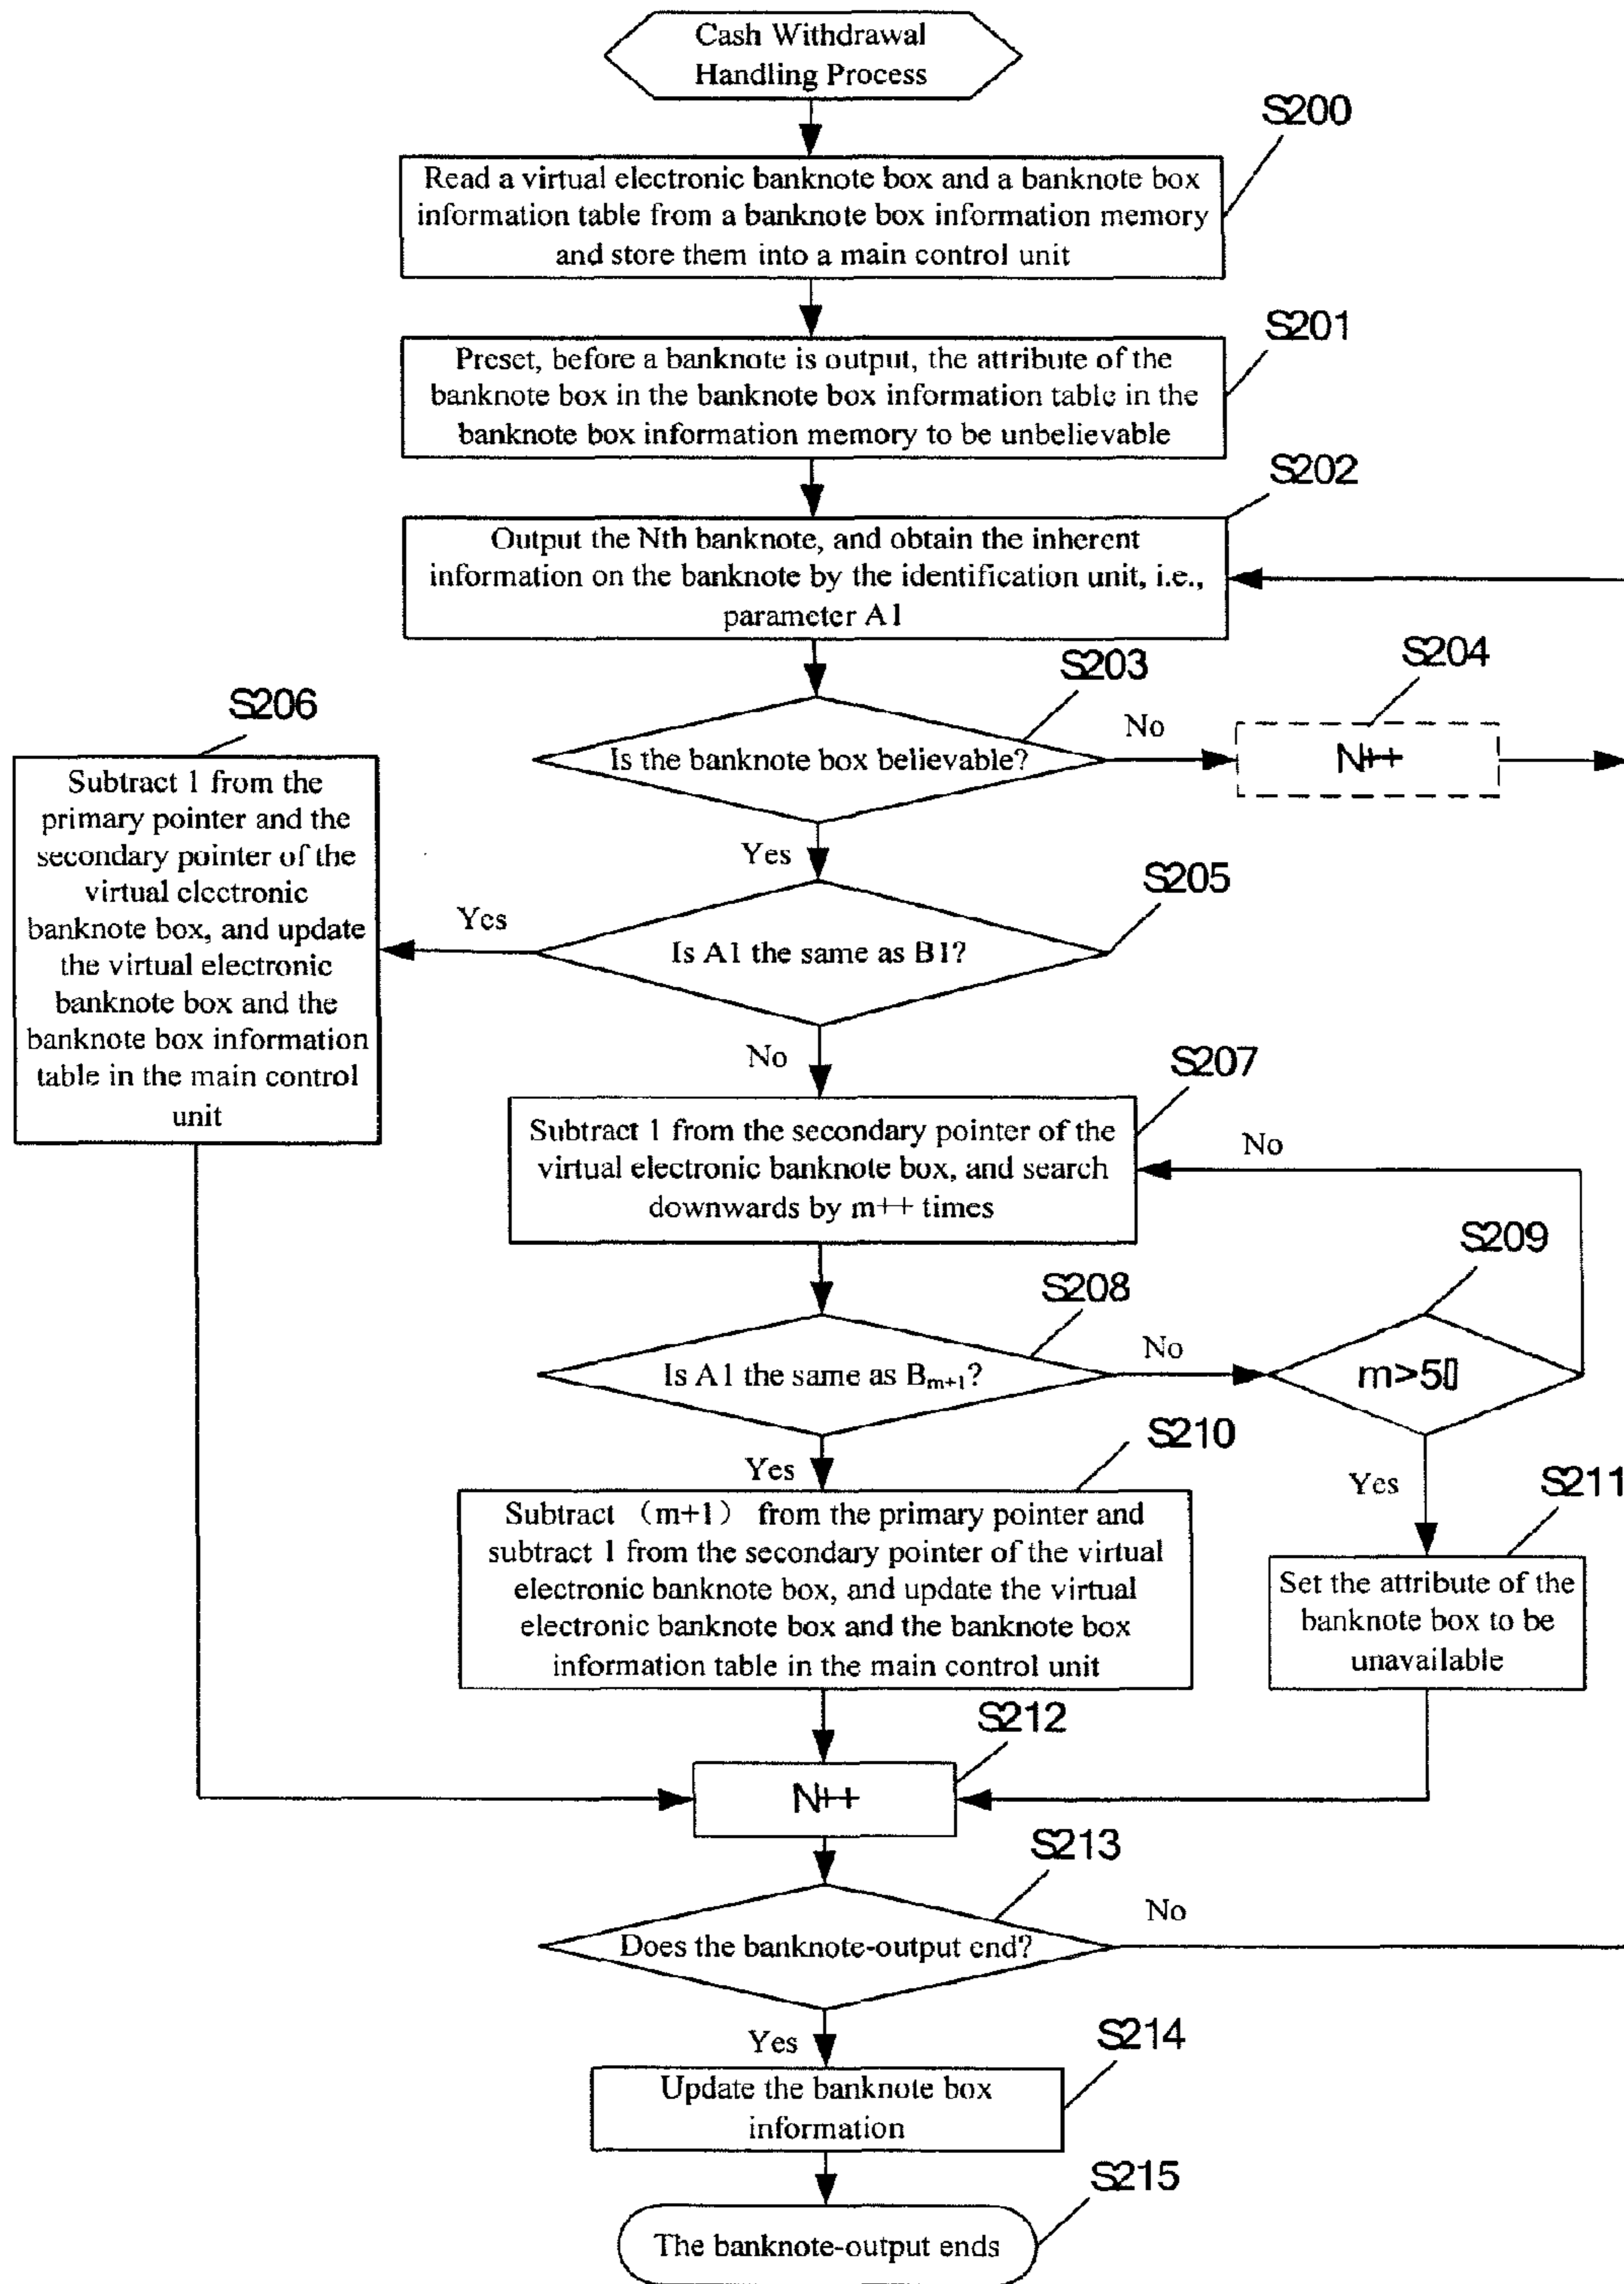 Cash Withdrawal
Handling Process
S200
Read a virtual electronic banknote box and a banknote box
information table from a banknote box information memory
and store them into a main control unit
S201
Preset, before a banknote is output, the attribute of the
banknote box in the banknote box information table in the
banknote box information memory to be unbelievable
S202
Output the Nth banknote, and obtain the inherent
information on the banknote by the identification unit, i.e.,
parameter A1
S203
Is the banknote box believable?
No
S204
N++
Yes
S205
Is A1 the same as B1?
Yes
S206
Subtract 1 from the
primary pointer and the
secondary pointer of the
virtual electronic
banknote box, and update
the virtual electronic
banknote box and the
banknote box information
table in the main control
unit
No
S207
Subtract 1 from the secondary pointer of the
virtual electronic banknote box, and search
downwards by m++ times
No
S208
Is A1 the same as Bm+1?
No
S209
m>5
Yes
S210
Subtract （m+1） from the primary pointer and
subtract 1 from the secondary pointer of the virtual
electronic banknote box, and update the virtual
electronic banknote box and the banknote box
information table in the main control unit
Yes
S211
Set the attribute of the
banknote box to be
unavailable
S212
N++
S213
Does the banknote-output end?
No
Yes
S214
Update the banknote box
information
S215
The banknote-output ends